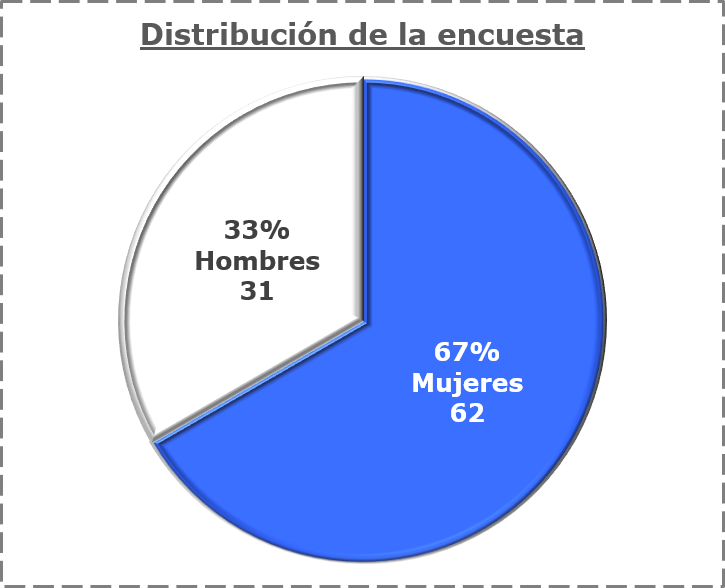 Distribución de la encuesta
33%
Hombres
31
67%
Mujeres
62